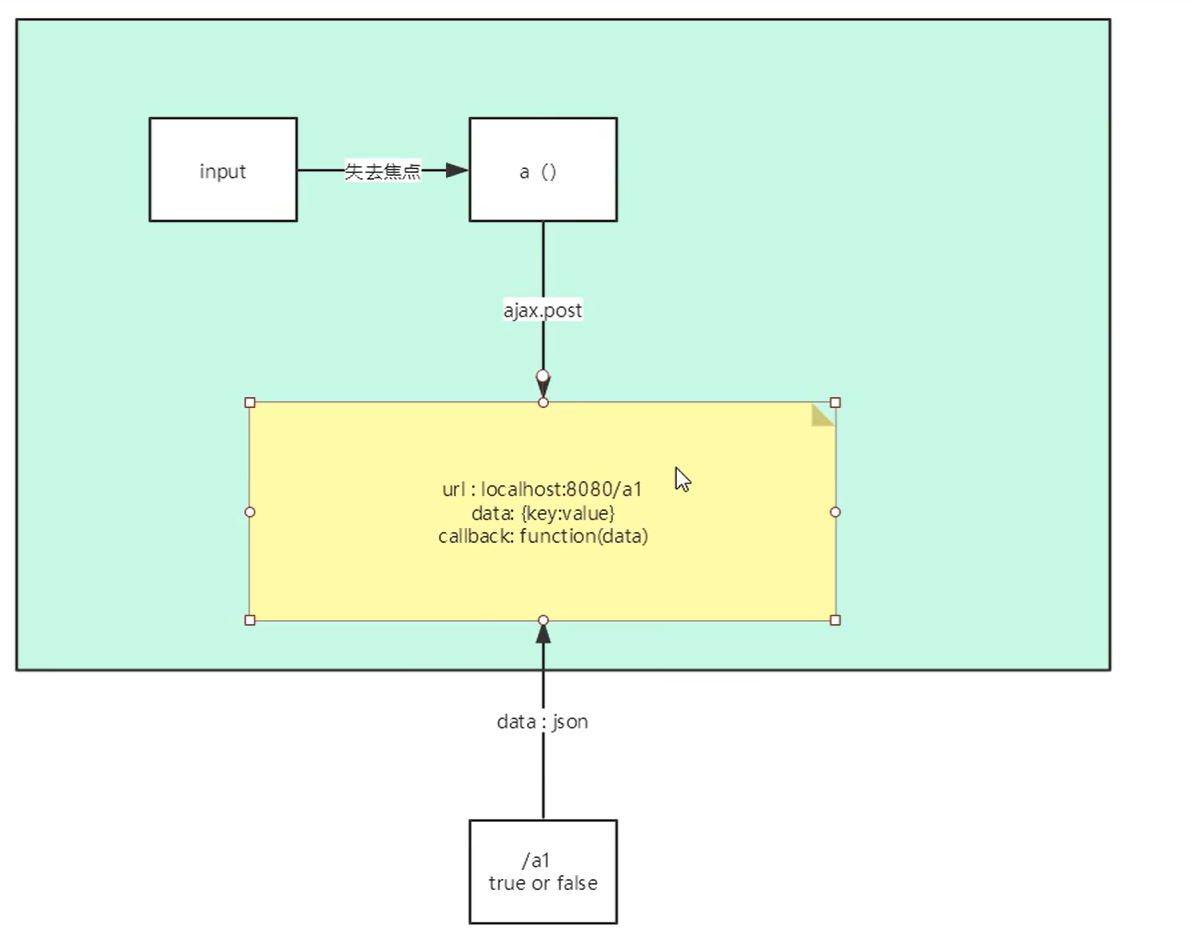 input
失去焦点
a（）
ajax.post
url : localhost:8080/a1
data: {key:value}
callback: function(data)
data : json
/a1
true or false